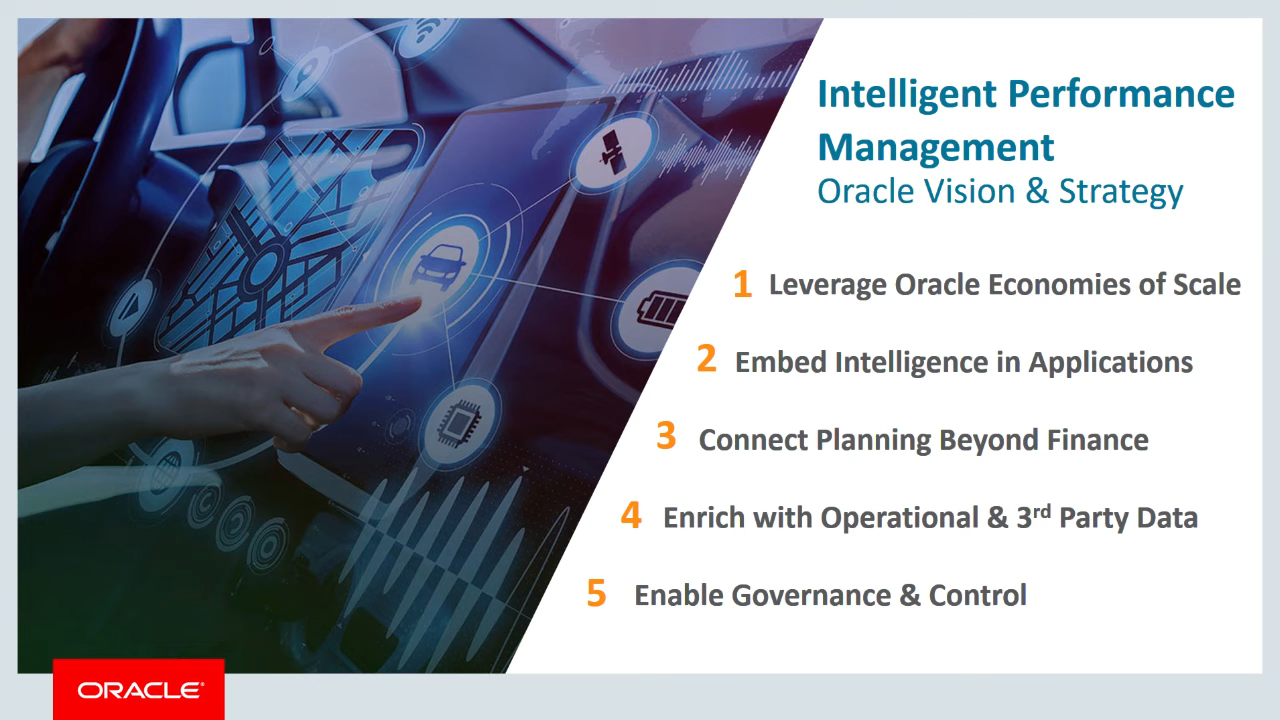 Intelligent Performance
Management
Oracle Vision & Strategy
1 Leverage Oracle Economies of Scale
2 Embed Intelligence in Applications
3 Connect Planning Beyond Finance
4 Enrich with Operational & 3rd Party Data
5 Enable Governance & Control
ORACLE®